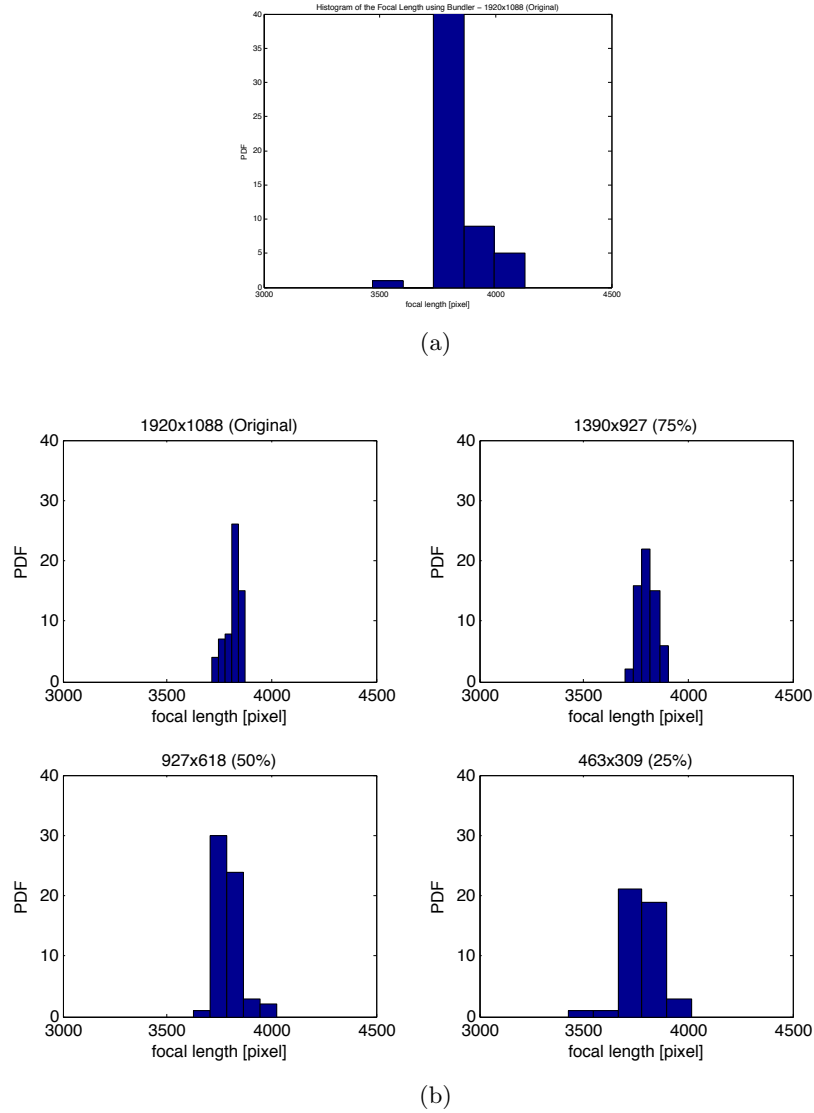 Histogram of the Focal Length using Bundler – 1920x1088 (Original)
40
35
30
25
20
15
10
5
0
PDF
3000 3500 4000 4500
focal length [pixel]
(a)
1920x1088 (Original)
40
30
20
10
0
PDF
3000 3500 4000 4500
focal length [pixel]
1390x927 (75%)
40
30
20
10
0
PDF
3000 3500 4000 4500
focal length [pixel]
927x618 (50%)
40
30
20
10
0
PDF
3000 3500 4000 4500
focal length [pixel]
463x309 (25%)
40
30
20
10
0
PDF
3000 3500 4000 4500
focal length [pixel]
(b)